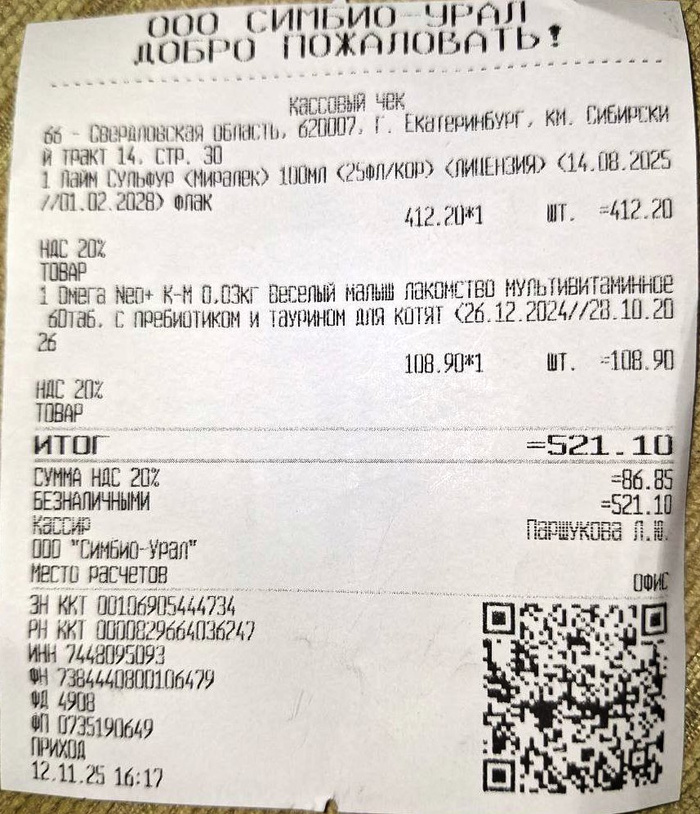 ООО СИМБИО-УРАЛ
ДОБРО ПОЖАЛОВАТЬ!
КАССОВЫЙ ЧЕК
66 - СВЕРДЛОВСКАЯ ОБЛАСТЬ, 620007, Г. ЕКАТЕРИНБУРГ, КМ. СИБИРСКИ
Й ТРАКТ 14, СТР. 30
1 Лайм Сульфур (Миралек) 100мл (25фл/кор) (ЛИЦЕНЗИЯ) (14.08.2025
//01.02.2028) флак
412.20*1 ШТ. =412.20
НДС 20%
ТОВАР
1 Омега Neo+ К-М 0.03кг Веселый малыш лакомство мультивитаминное
60таб. с пребиотиком и таурином для котят (26.12.2024//28.10.20
26
108.90*1 ШТ. =108.90
НДС 20%
ТОВАР
ИТОГ =521.10
СУММА НДС 20% =86.85
БЕЗНАЛИЧНЫМИ =521.10
Кассир Паршукова Л.Ю.
ООО "Симбио-Урал"
Место расчетов ОФИС
ЗН ККТ 00106905444734
РН ККТ 0000829664036247
ИНН 7448095093
ФН 7384440800106479
ФД 4908
ФП 0735190649
ПРИХОД
12.11.25 16:17